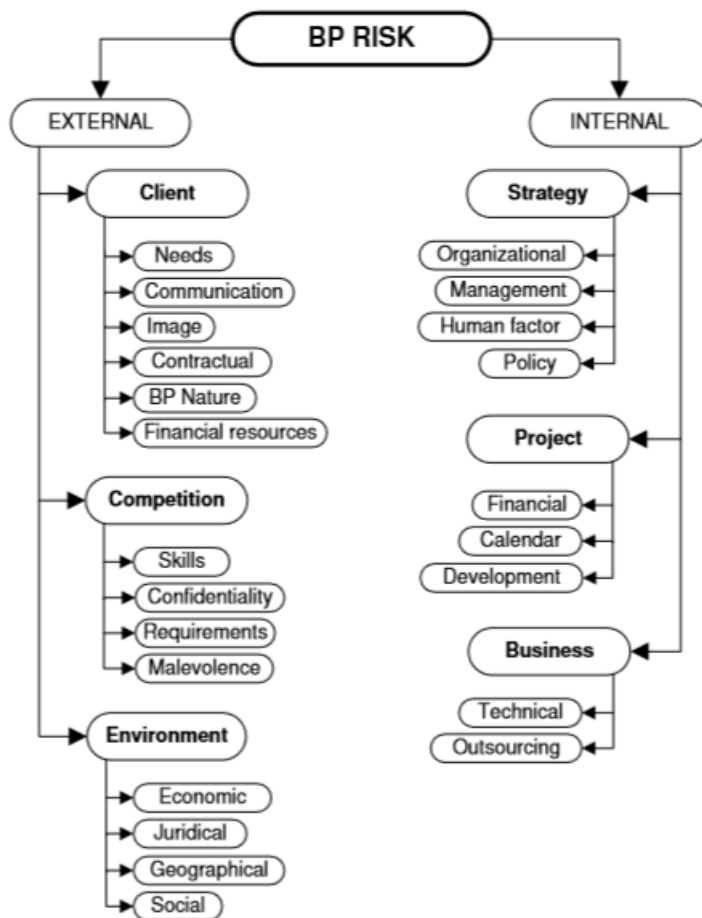 BP RISK
EXTERNAL
INTERNAL
Client
Needs
Communication
Image
Contractual
BP Nature
Financial resources
Competition
Skills
Confidentiality
Requirements
Malevolence
Environment
Economic
Juridical
Geographical
Social
Strategy
Organizational
Management
Human factor
Policy
Project
Financial
Calendar
Development
Business
Technical
Outsourcing